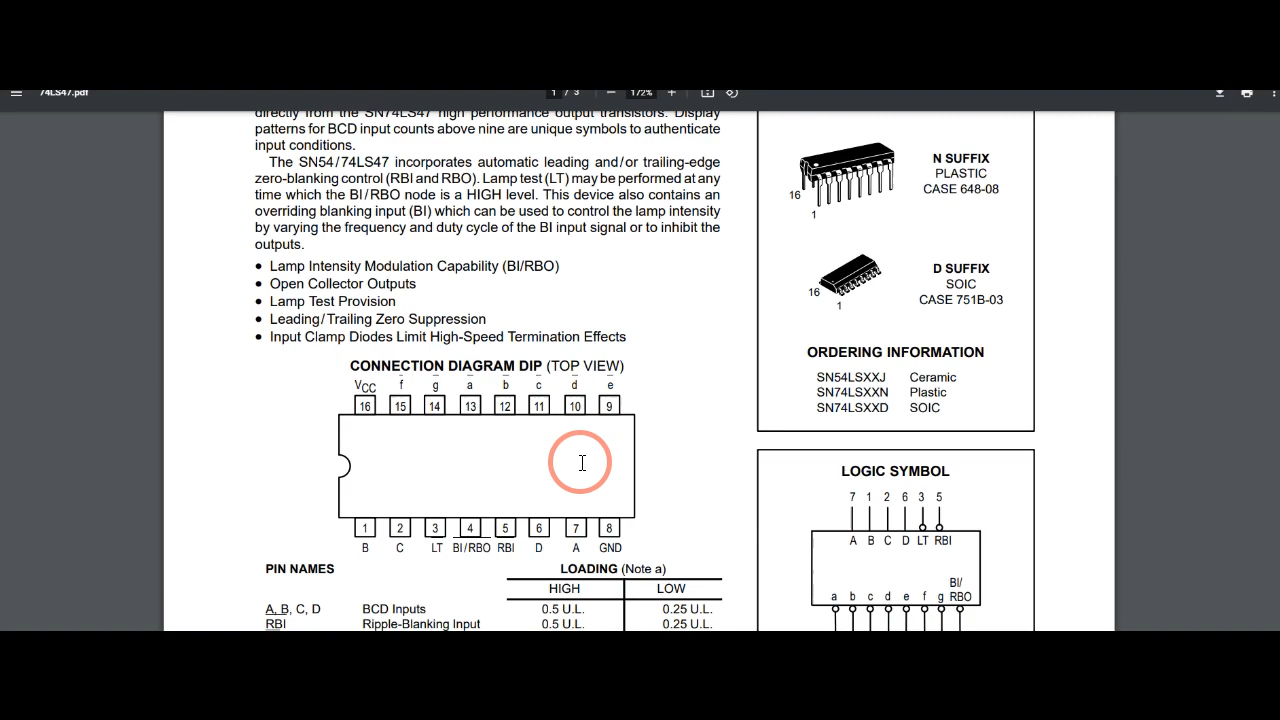 74LS47.pdf
1 / 3
172%
directly from the SN74LS47 high performance output transistors. Display
patterns for BCD input counts above nine are unique symbols to authenticate
input conditions.
The SN54/74LS47 incorporates automatic leading and/or trailing-edge
zero-blanking control (RBI and RBO). Lamp test (LT) may be performed at any
time which the BI/RBO node is a HIGH level. This device also contains an
overriding blanking input (BI) which can be used to control the lamp intensity
by varying the frequency and duty cycle of the BI input signal or to inhibit the
outputs.
• Lamp Intensity Modulation Capability (BI/RBO)
• Open Collector Outputs
• Lamp Test Provision
• Leading/Trailing Zero Suppression
• Input Clamp Diodes Limit High-Speed Termination Effects
CONNECTION DIAGRAM DIP (TOP VIEW)
VCC f g a b c d e
16 15 14 13 12 11 10 9
1 2 3 4 5 6 7 8
B C LT BI/RBO RBI D A GND
PIN NAMES
LOADING (Note a)
HIGH LOW
A, B, C, D BCD Inputs 0.5 U.L. 0.25 U.L.
RBI Ripple-Blanking Input 0.5 U.L. 0.25 U.L.
16
1
N SUFFIX
PLASTIC
CASE 648-08
16
1
D SUFFIX
SOIC
CASE 751B-03
ORDERING INFORMATION
SN54LSXXJ Ceramic
SN74LSXXN Plastic
SN74LSXXD SOIC
LOGIC SYMBOL
7 1 2 6 3 5
A B C D LT RBI
BI/
a b c d e f g RBO